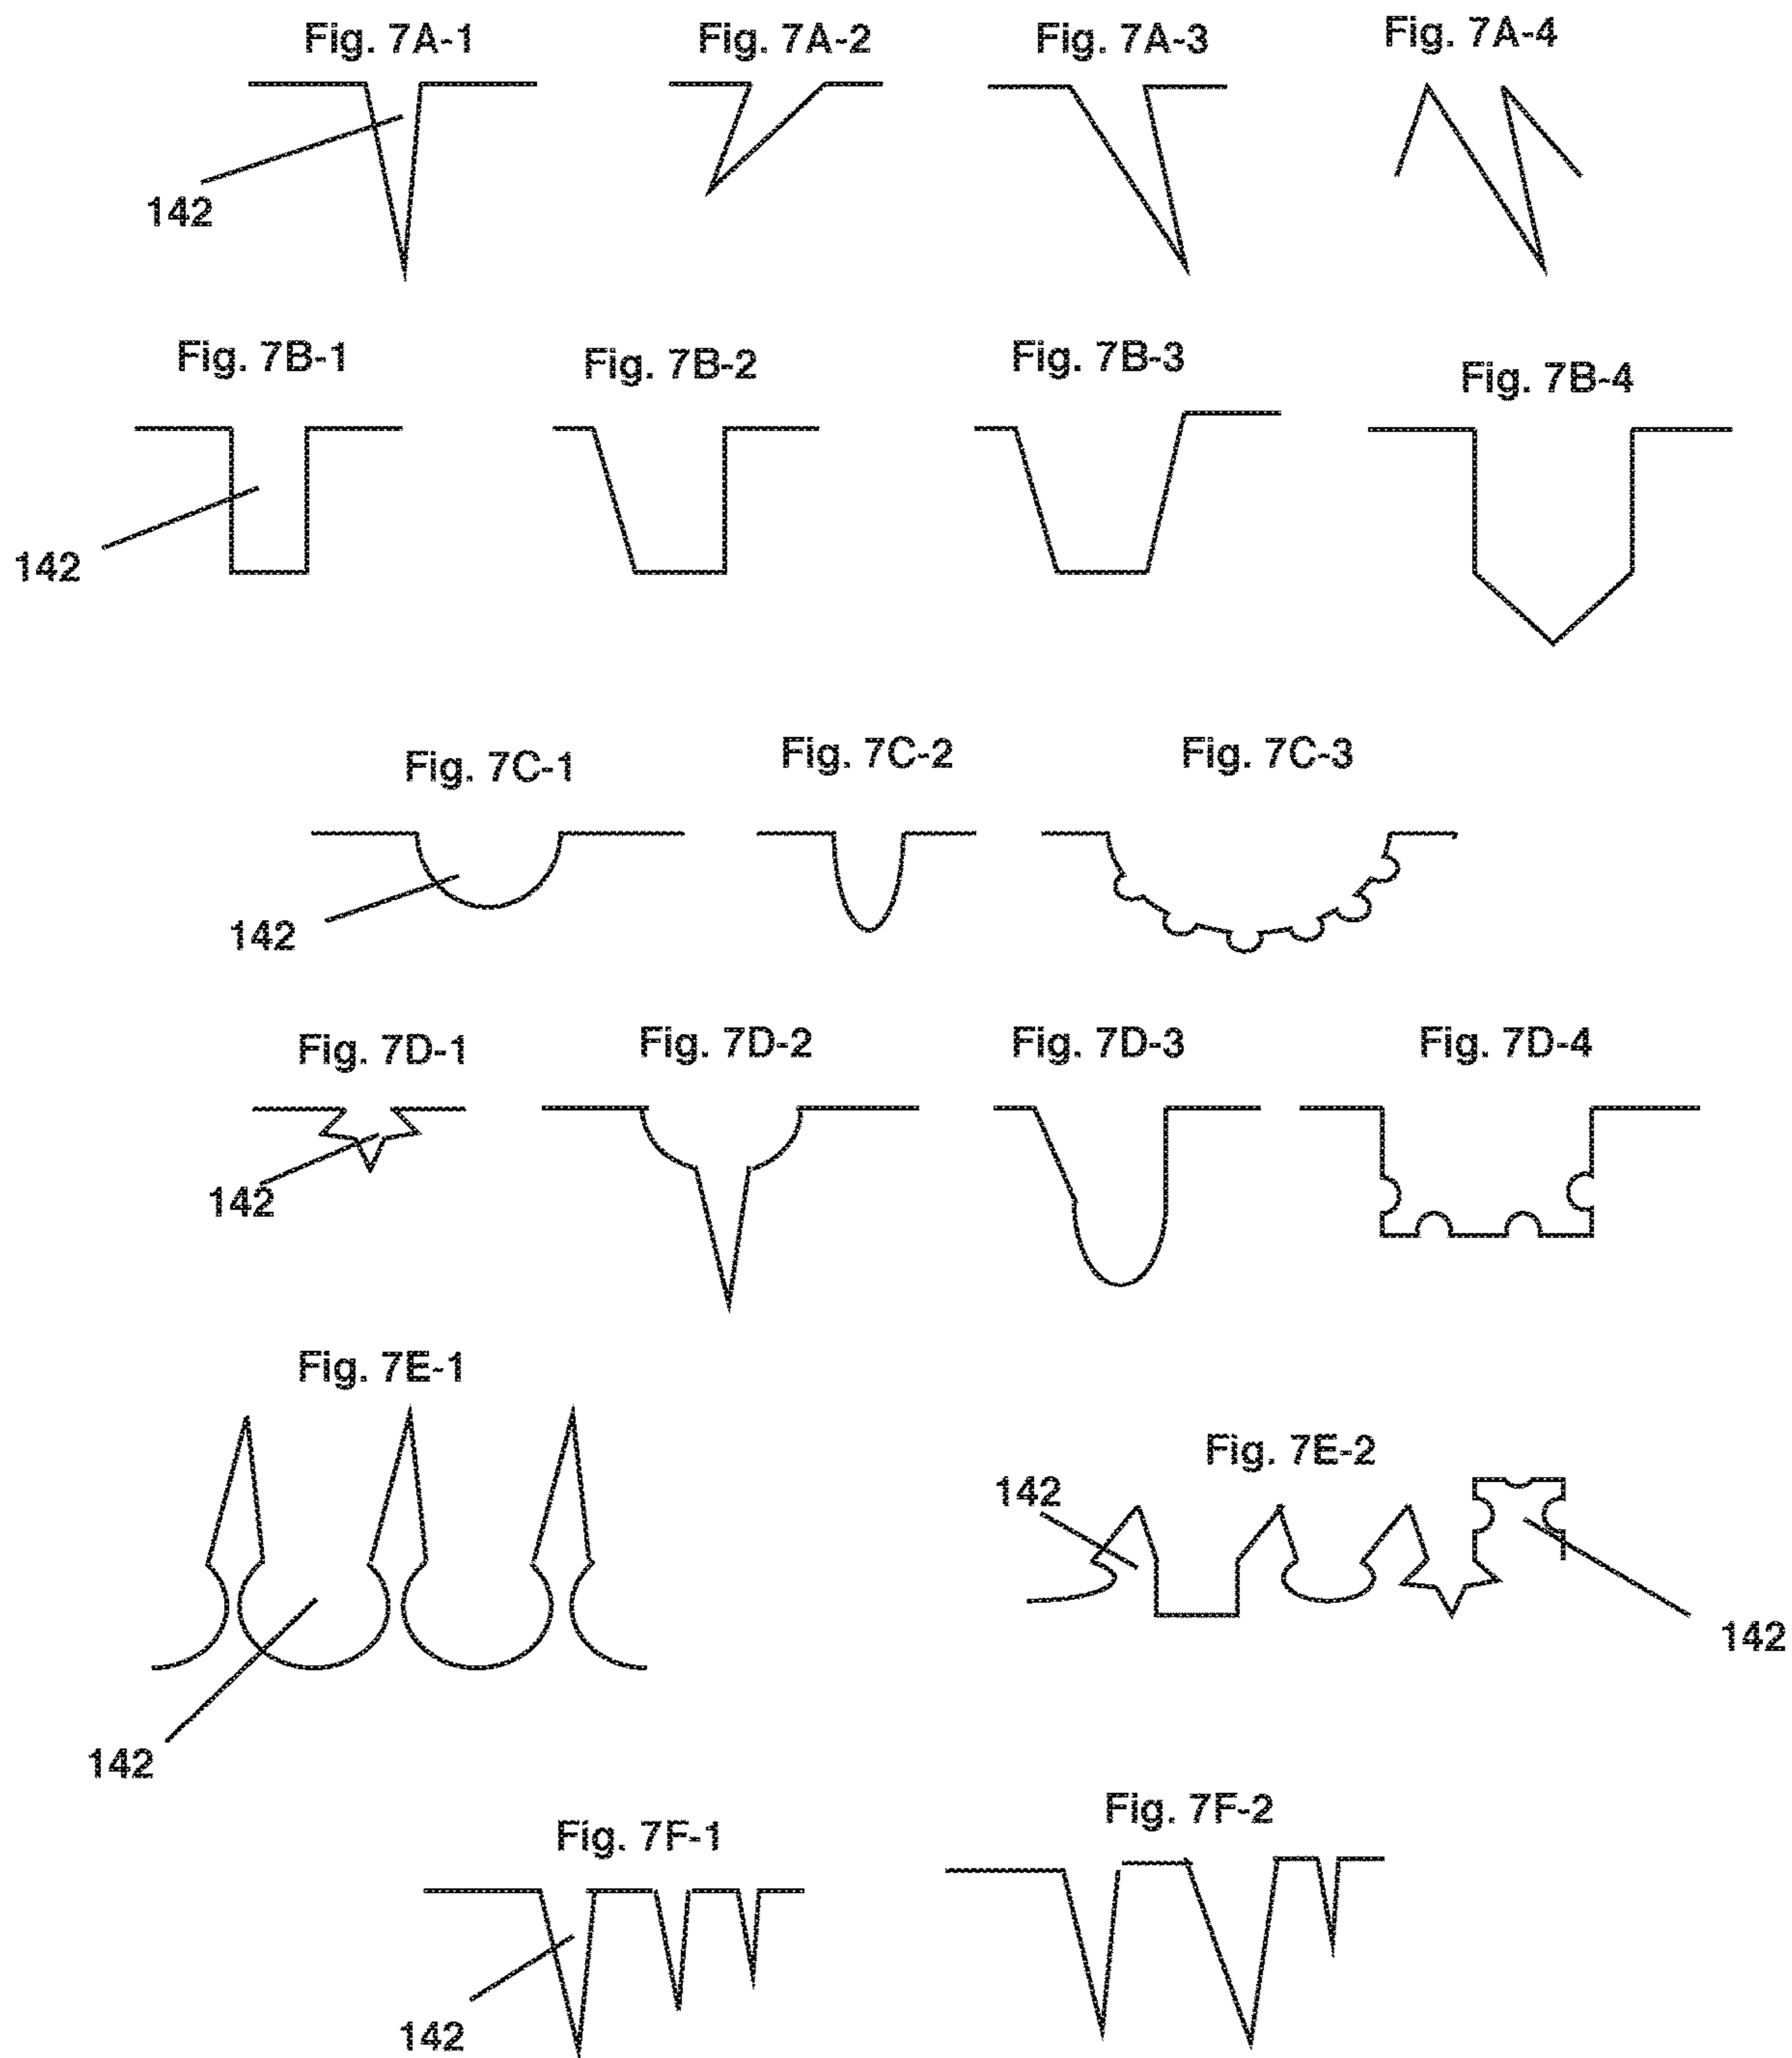 Fig. 7A-1 Fig. 7A-2 Fig. 7A-3 Fig. 7A-4
142
Fig. 7B-1 Fig. 7B-2 Fig. 7B-3 Fig. 7B-4
142
Fig. 7C-1 Fig. 7C-2 Fig. 7C-3
142
Fig. 7D-1 Fig. 7D-2 Fig. 7D-3 Fig. 7D-4
142
Fig. 7E-1
Fig. 7E-2
142
142
142
Fig. 7F-1 Fig. 7F-2
142